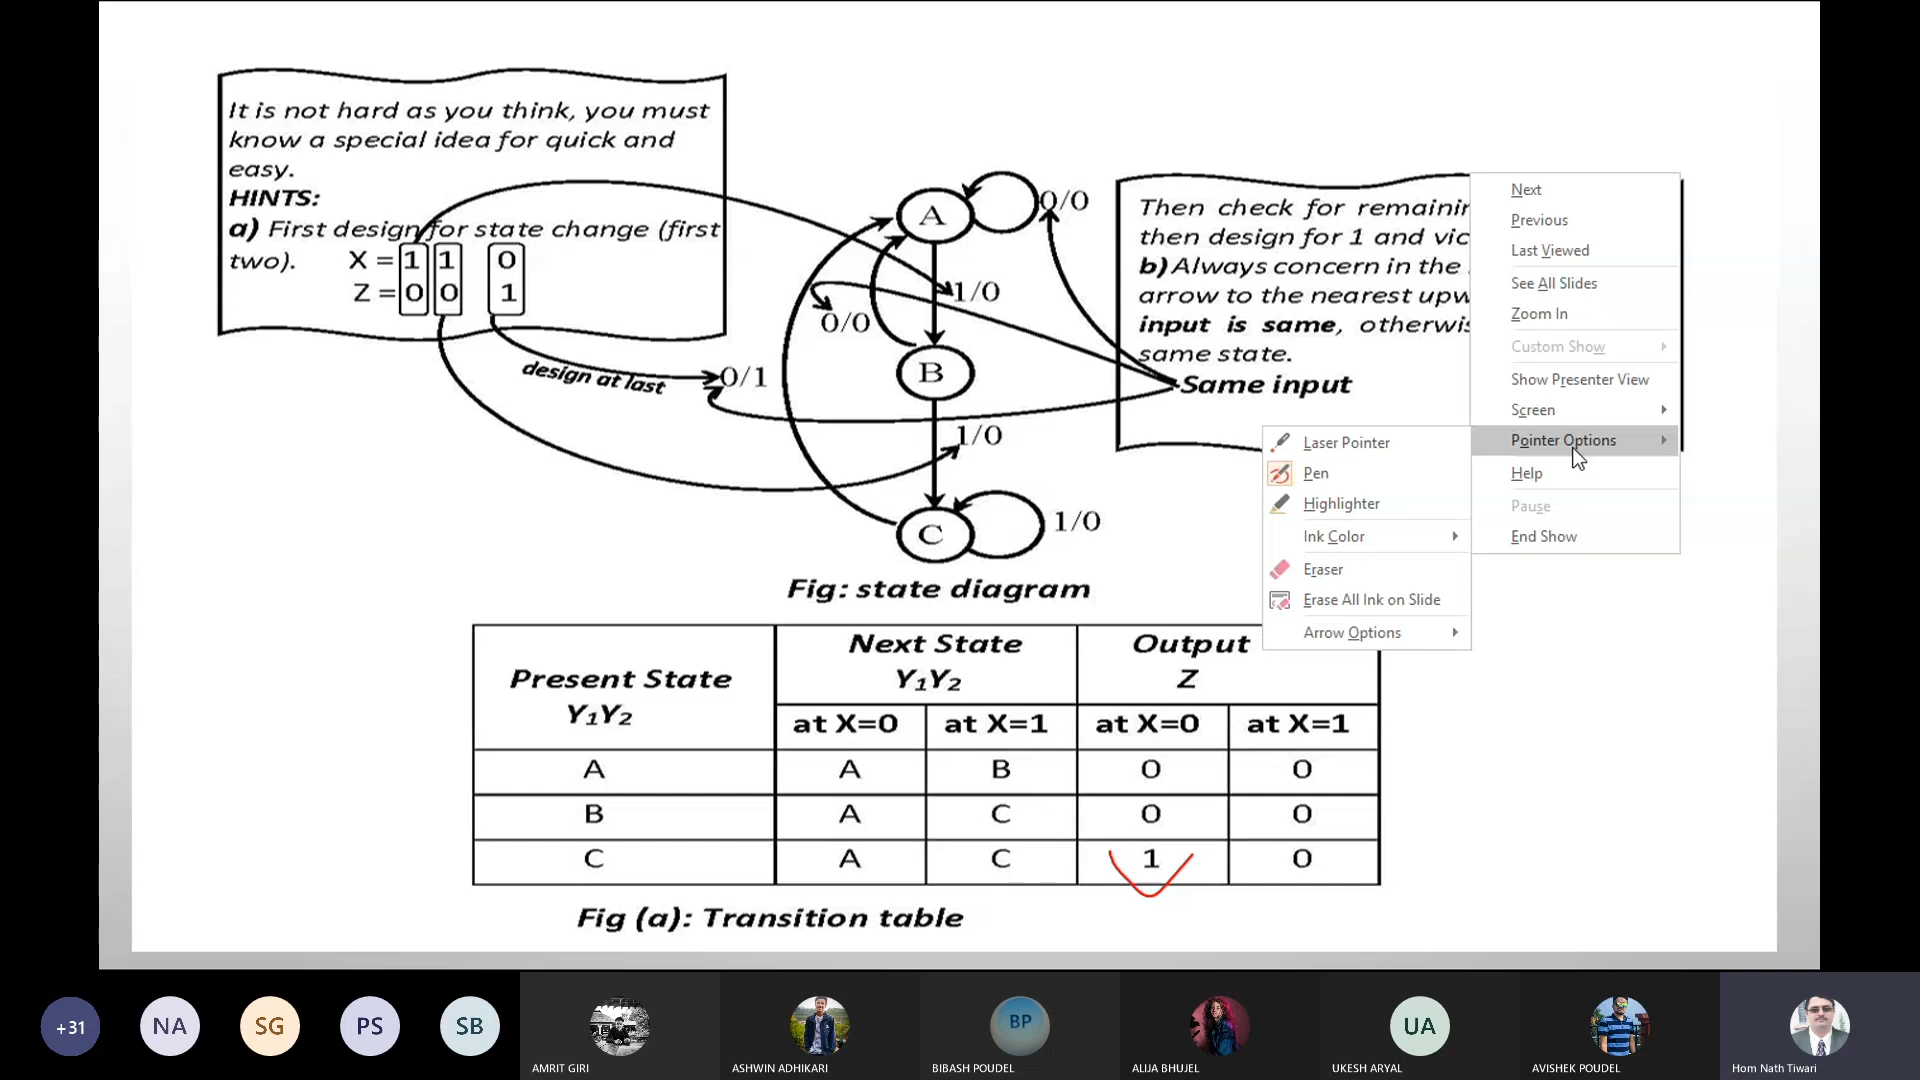 It is not hard as you think, you must
know a special idea for quick and
easy.
HINTS:
a) First design for state change (first
two). X = 1 1 0
Z = 0 0 1
design at last
0/1
A
0/0
1/0
0/0
B
1/0
C
1/0
Fig: state diagram
Then check for
then design for 1 and
b) Always concern in the
arrow to the nearest
input is same,
same state.
Same input
Next
Previous
Last Viewed
See All Slides
Zoom In
Custom Show
Show Presenter View
Screen
Pointer Options
Help
Pause
End Show
Laser Pointer
Pen
Highlighter
Ink Color
Eraser
Erase All Ink on Slide
Arrow Options
Present State Y₁Y₂ Next State Y₁Y₂ Output Z
at X=0 at X=1 at X=0 at X=1
A A B 0 0
B A C 0 0
C A C 1 0
Fig (a): Transition table
+31 NA SG PS SB BP UA
AMRIT GIRI ASHWIN ADHIKARI BIBASH POUDEL ALIJA BHUJEL UKESH ARYAL AVISHEK POUDEL Hom Nath Tiwari